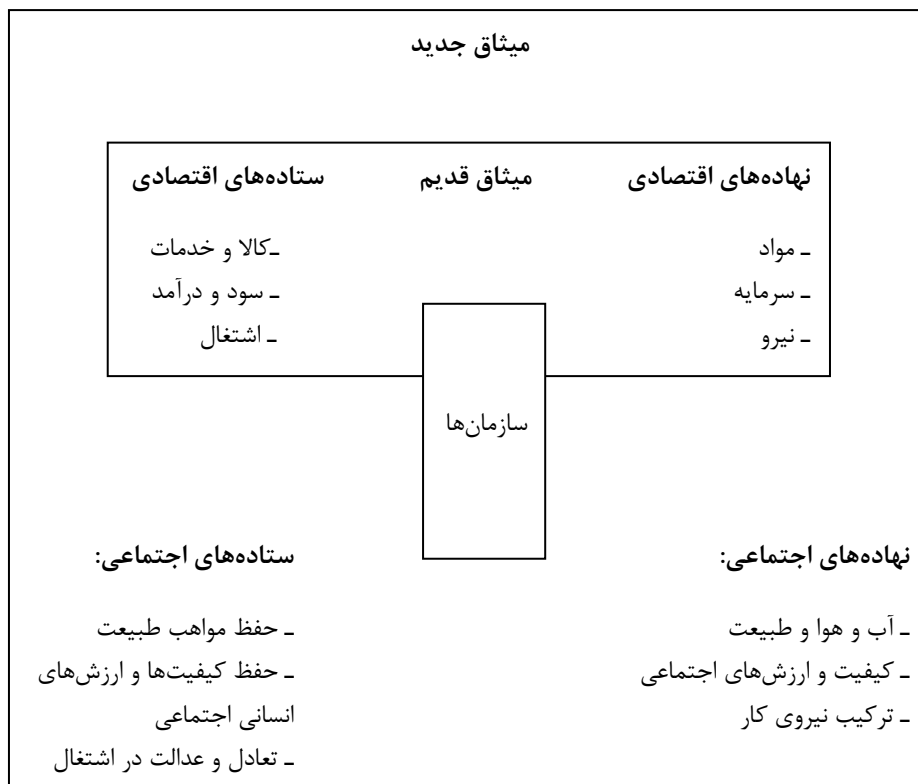 میثاق جدید
نهاده‌های اقتصادی
میثاق قدیم
ستاده‌های اقتصادی
ـ مواد
ـ سرمایه
ـ نیرو
ـکالا و خدمات
ـ سود و درآمد
ـ اشتغال
سازمان‌ها
نهاده‌های اجتماعی:
ـ آب و هوا و طبیعت
ـ کیفیت و ارزش‌های اجتماعی
ـ ترکیب نیروی کار
ستاده‌های اجتماعی:
ـ حفظ مواهب طبیعت
ـ حفظ کیفیت‌ها و ارزش‌های
انسانی اجتماعی
ـ تعادل و عدالت در اشتغال